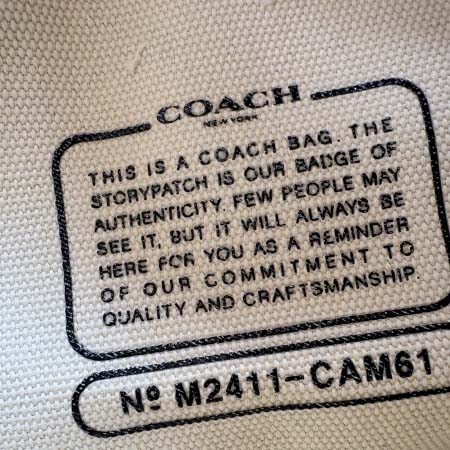 COACH
NEW YORK
THIS IS A COACH BAG. THE
STORYPATCH IS OUR BADGE OF
AUTHENTICITY. FEW PEOPLE MAY
SEE IT, BUT IT WILL ALWAYS BE
HERE FOR YOU AS A REMINDER
OF OUR COMMITMENT TO
QUALITY AND CRAFTSMANSHIP.
Nº M2411-CAM61